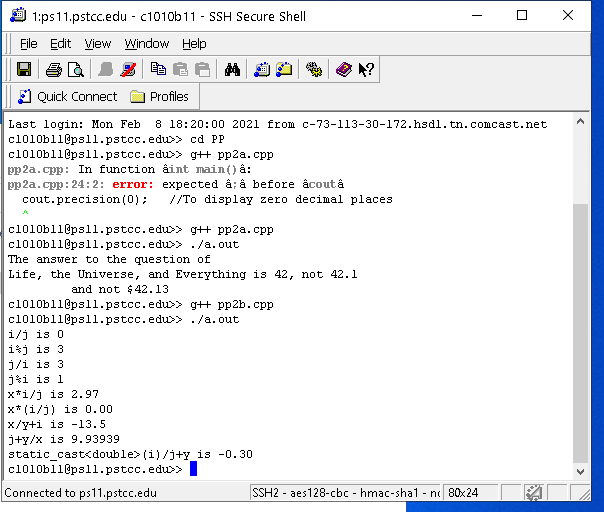 1:ps11.pstcc.edu - c1010b11 - SSH Secure Shell
File Edit View Window Help
Quick Connect Profiles
Last login: Mon Feb  8 18:20:00 2021 from c-73-113-30-172.hsd1.tn.comcast.net
c1010b11@ps11.pstcc.edu>> cd PP
c1010b11@ps11.pstcc.edu>> g++ pp2a.cpp
pp2a.cpp: In function âint main()â:
pp2a.cpp:24:2: error: expected â;â before âcoutâ
  cout.precision(0);   //To display zero decimal places
  ^
c1010b11@ps11.pstcc.edu>> g++ pp2a.cpp
c1010b11@ps11.pstcc.edu>> ./a.out
The answer to the question of
Life, the Universe, and Everything is 42, not 42.1
        and not $42.13
c1010b11@ps11.pstcc.edu>> g++ pp2b.cpp
c1010b11@ps11.pstcc.edu>> ./a.out
i/j is 0
i%j is 3
j/i is 3
j%i is 1
x*i/j is 2.97
x*(i/j) is 0.00
x/y+i is -13.5
j+y/x is 9.93939
static_cast<double>(i)/j+y is -0.30
c1010b11@ps11.pstcc.edu>>
Connected to ps11.pstcc.edu SSH2 - aes128-cbc - hmac-sha1 - nc 80x24